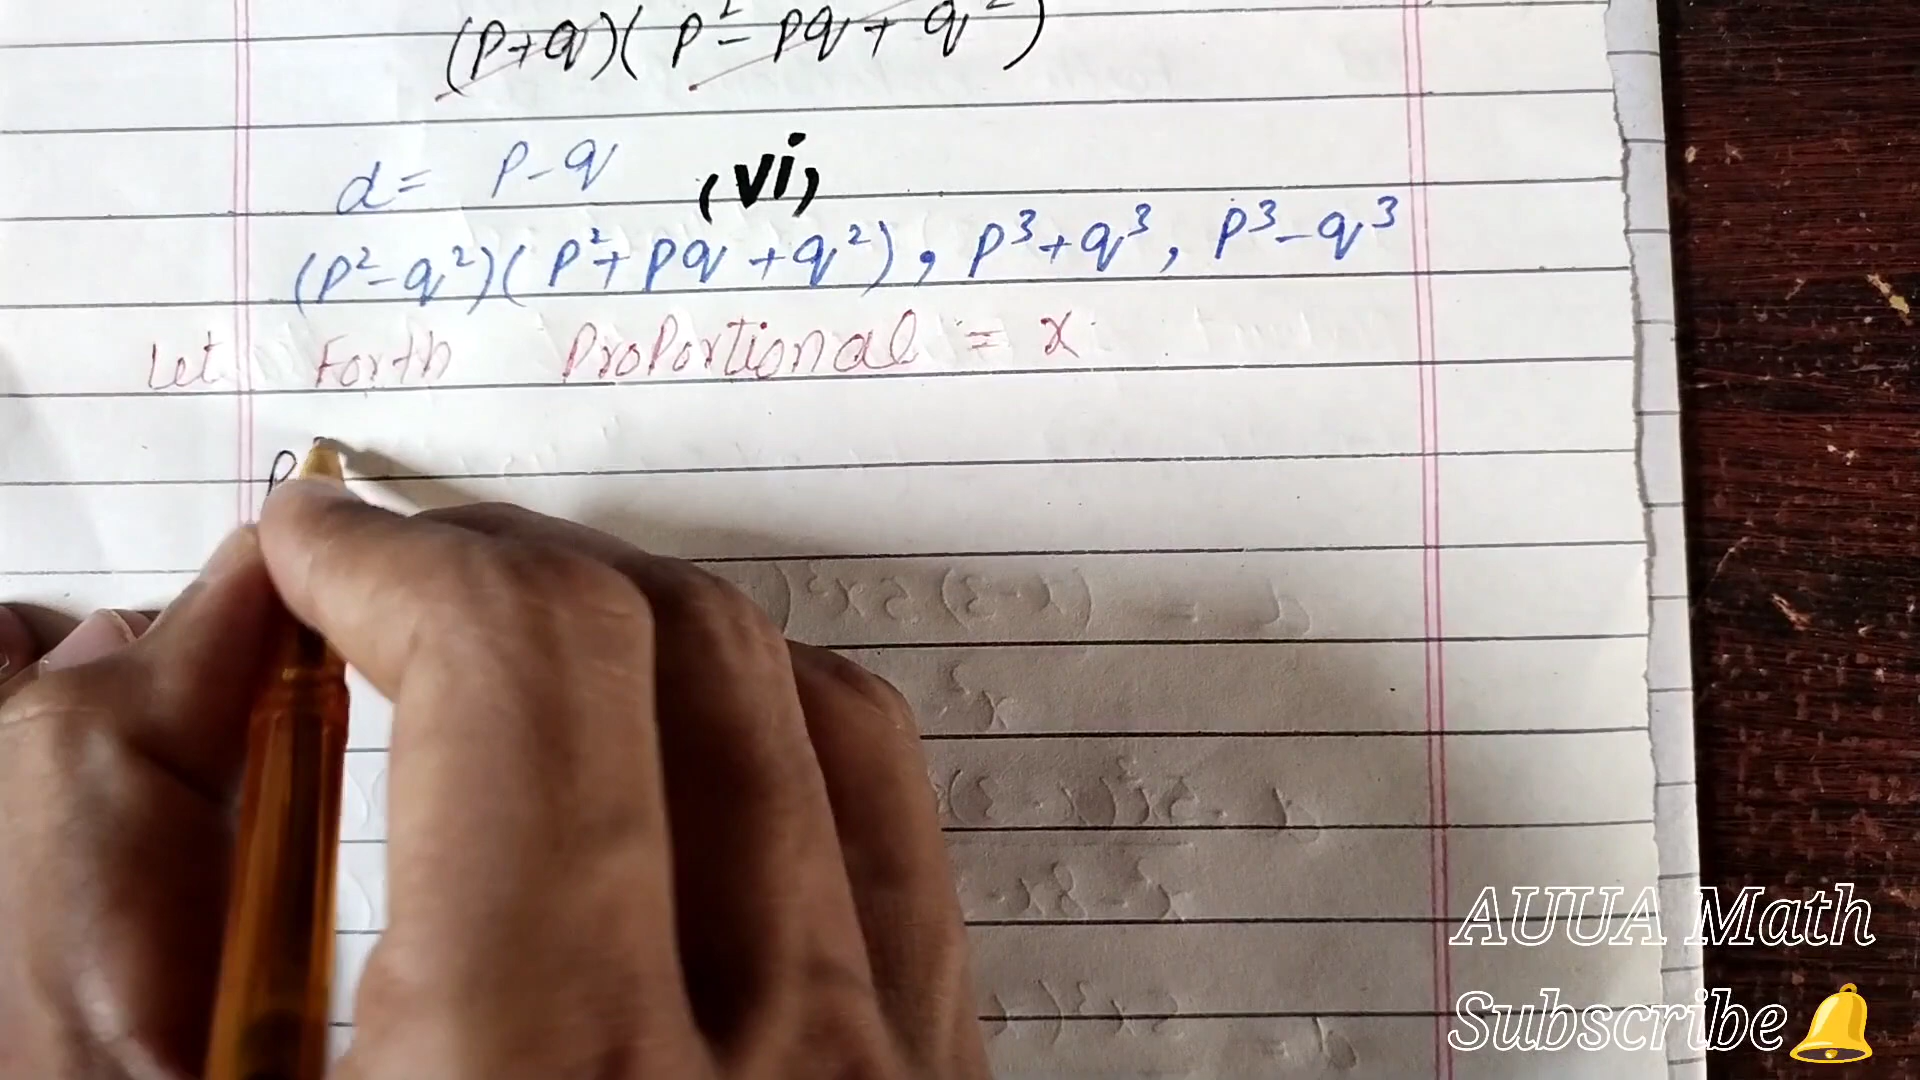 (P+q)(P²-Pq+q²)
d= P-q (vi)
(P²-q²)(P²+Pq+q²), P³+q³, P³-q³
Let Forth Proportional = x
P
AUUA Math
Subscribe